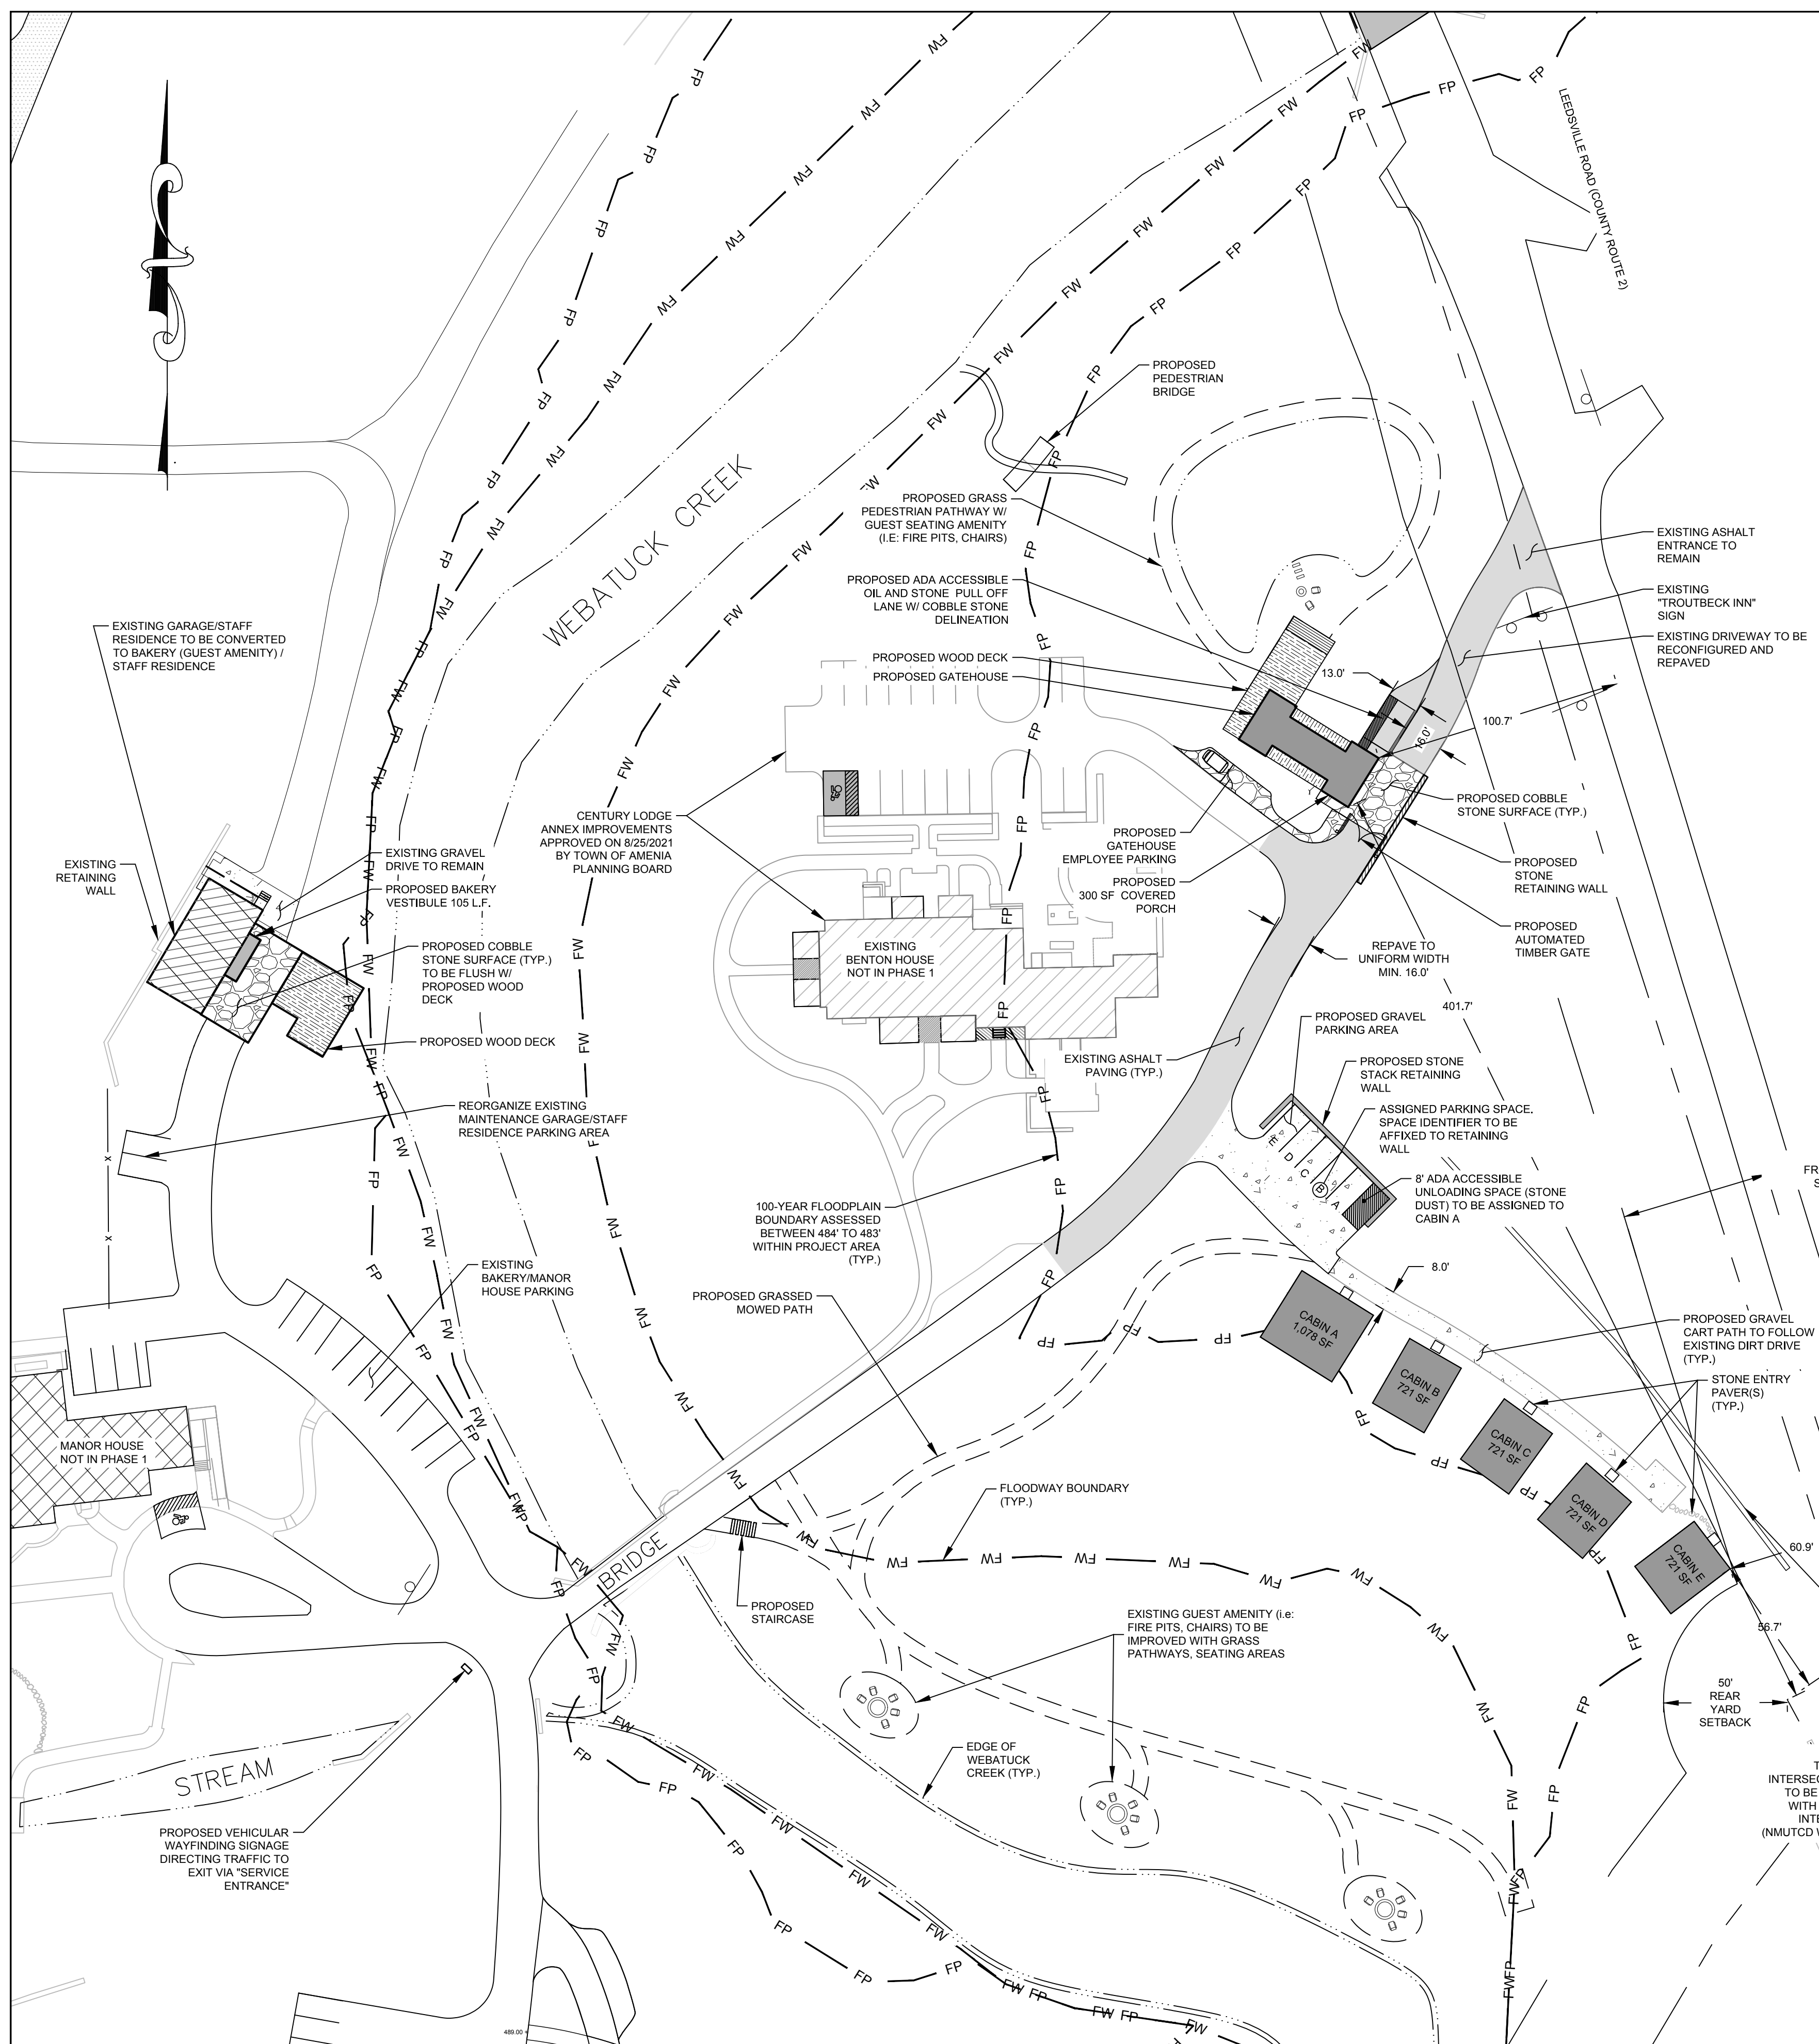 LEEDSVILLE ROAD (COUNTY ROUTE 2)
WEBATUCK CREEK
PROPOSED
PEDESTRIAN
BRIDGE
PROPOSED GRASS
PEDESTRIAN PATHWAY W/
GUEST SEATING AMENITY
(I.E: FIRE PITS, CHAIRS)
PROPOSED ADA ACCESSIBLE
OIL AND STONE PULL OFF
LANE W/ COBBLE STONE
DELINEATION
PROPOSED WOOD DECK
PROPOSED GATEHOUSE
EXISTING ASHALT
ENTRANCE TO
REMAIN
EXISTING
"TROUTBECK INN"
SIGN
EXISTING DRIVEWAY TO BE
RECONFIGURED AND
REPAVED
13.0'
16.0'
100.7'
EXISTING GARAGE/STAFF
RESIDENCE TO BE CONVERTED
TO BAKERY (GUEST AMENITY) /
STAFF RESIDENCE
EXISTING
RETAINING
WALL
EXISTING GRAVEL
DRIVE TO REMAIN
PROPOSED BAKERY
VESTIBULE 105 L.F.
PROPOSED COBBLE
STONE SURFACE (TYP.)
TO BE FLUSH W/
PROPOSED WOOD
DECK
PROPOSED WOOD DECK
REORGANIZE EXISTING
MAINTENANCE GARAGE/STAFF
RESIDENCE PARKING AREA
CENTURY LODGE
ANNEX IMPROVEMENTS
APPROVED ON 8/25/2021
BY TOWN OF AMENIA
PLANNING BOARD
EXISTING
BENTON HOUSE
NOT IN PHASE 1
PROPOSED
GATEHOUSE
EMPLOYEE PARKING
PROPOSED
300 SF COVERED
PORCH
PROPOSED COBBLE
STONE SURFACE (TYP.)
PROPOSED
STONE
RETAINING WALL
PROPOSED
AUTOMATED
TIMBER GATE
REPAVE TO
UNIFORM WIDTH
MIN. 16.0'
401.7'
EXISTING ASHALT
PAVING (TYP.)
PROPOSED GRAVEL
PARKING AREA
PROPOSED STONE
STACK RETAINING
WALL
ASSIGNED PARKING SPACE.
SPACE IDENTIFIER TO BE
AFFIXED TO RETAINING
WALL
8' ADA ACCESSIBLE
UNLOADING SPACE (STONE
DUST) TO BE ASSIGNED TO
CABIN A
E
D
C
B
A
FR
S
100-YEAR FLOODPLAIN
BOUNDARY ASSESSED
BETWEEN 484' TO 483'
WITHIN PROJECT AREA
(TYP.)
EXISTING
BAKERY/MANOR
HOUSE PARKING
PROPOSED GRASSED
MOWED PATH
8.0'
CABIN A
1,078 SF
CABIN B
721 SF
CABIN C
721 SF
CABIN D
721 SF
CABIN E
721 SF
PROPOSED GRAVEL
CART PATH TO FOLLOW
EXISTING DIRT DRIVE
(TYP.)
STONE ENTRY
PAVER(S)
(TYP.)
MANOR HOUSE
NOT IN PHASE 1
FLOODWAY BOUNDARY
(TYP.)
BRIDGE
PROPOSED
STAIRCASE
60.9'
56.7'
EXISTING GUEST AMENITY (i.e:
FIRE PITS, CHAIRS) TO BE
IMPROVED WITH GRASS
PATHWAYS, SEATING AREAS
50'
REAR
YARD
SETBACK
EDGE OF
WEBATUCK
CREEK (TYP.)
STREAM
PROPOSED VEHICULAR
WAYFINDING SIGNAGE
DIRECTING TRAFFIC TO
EXIT VIA "SERVICE
ENTRANCE"
T
INTERSEC
TO BE
WITH
INTE
(NMUTCD W
489.00
FW
FP
x